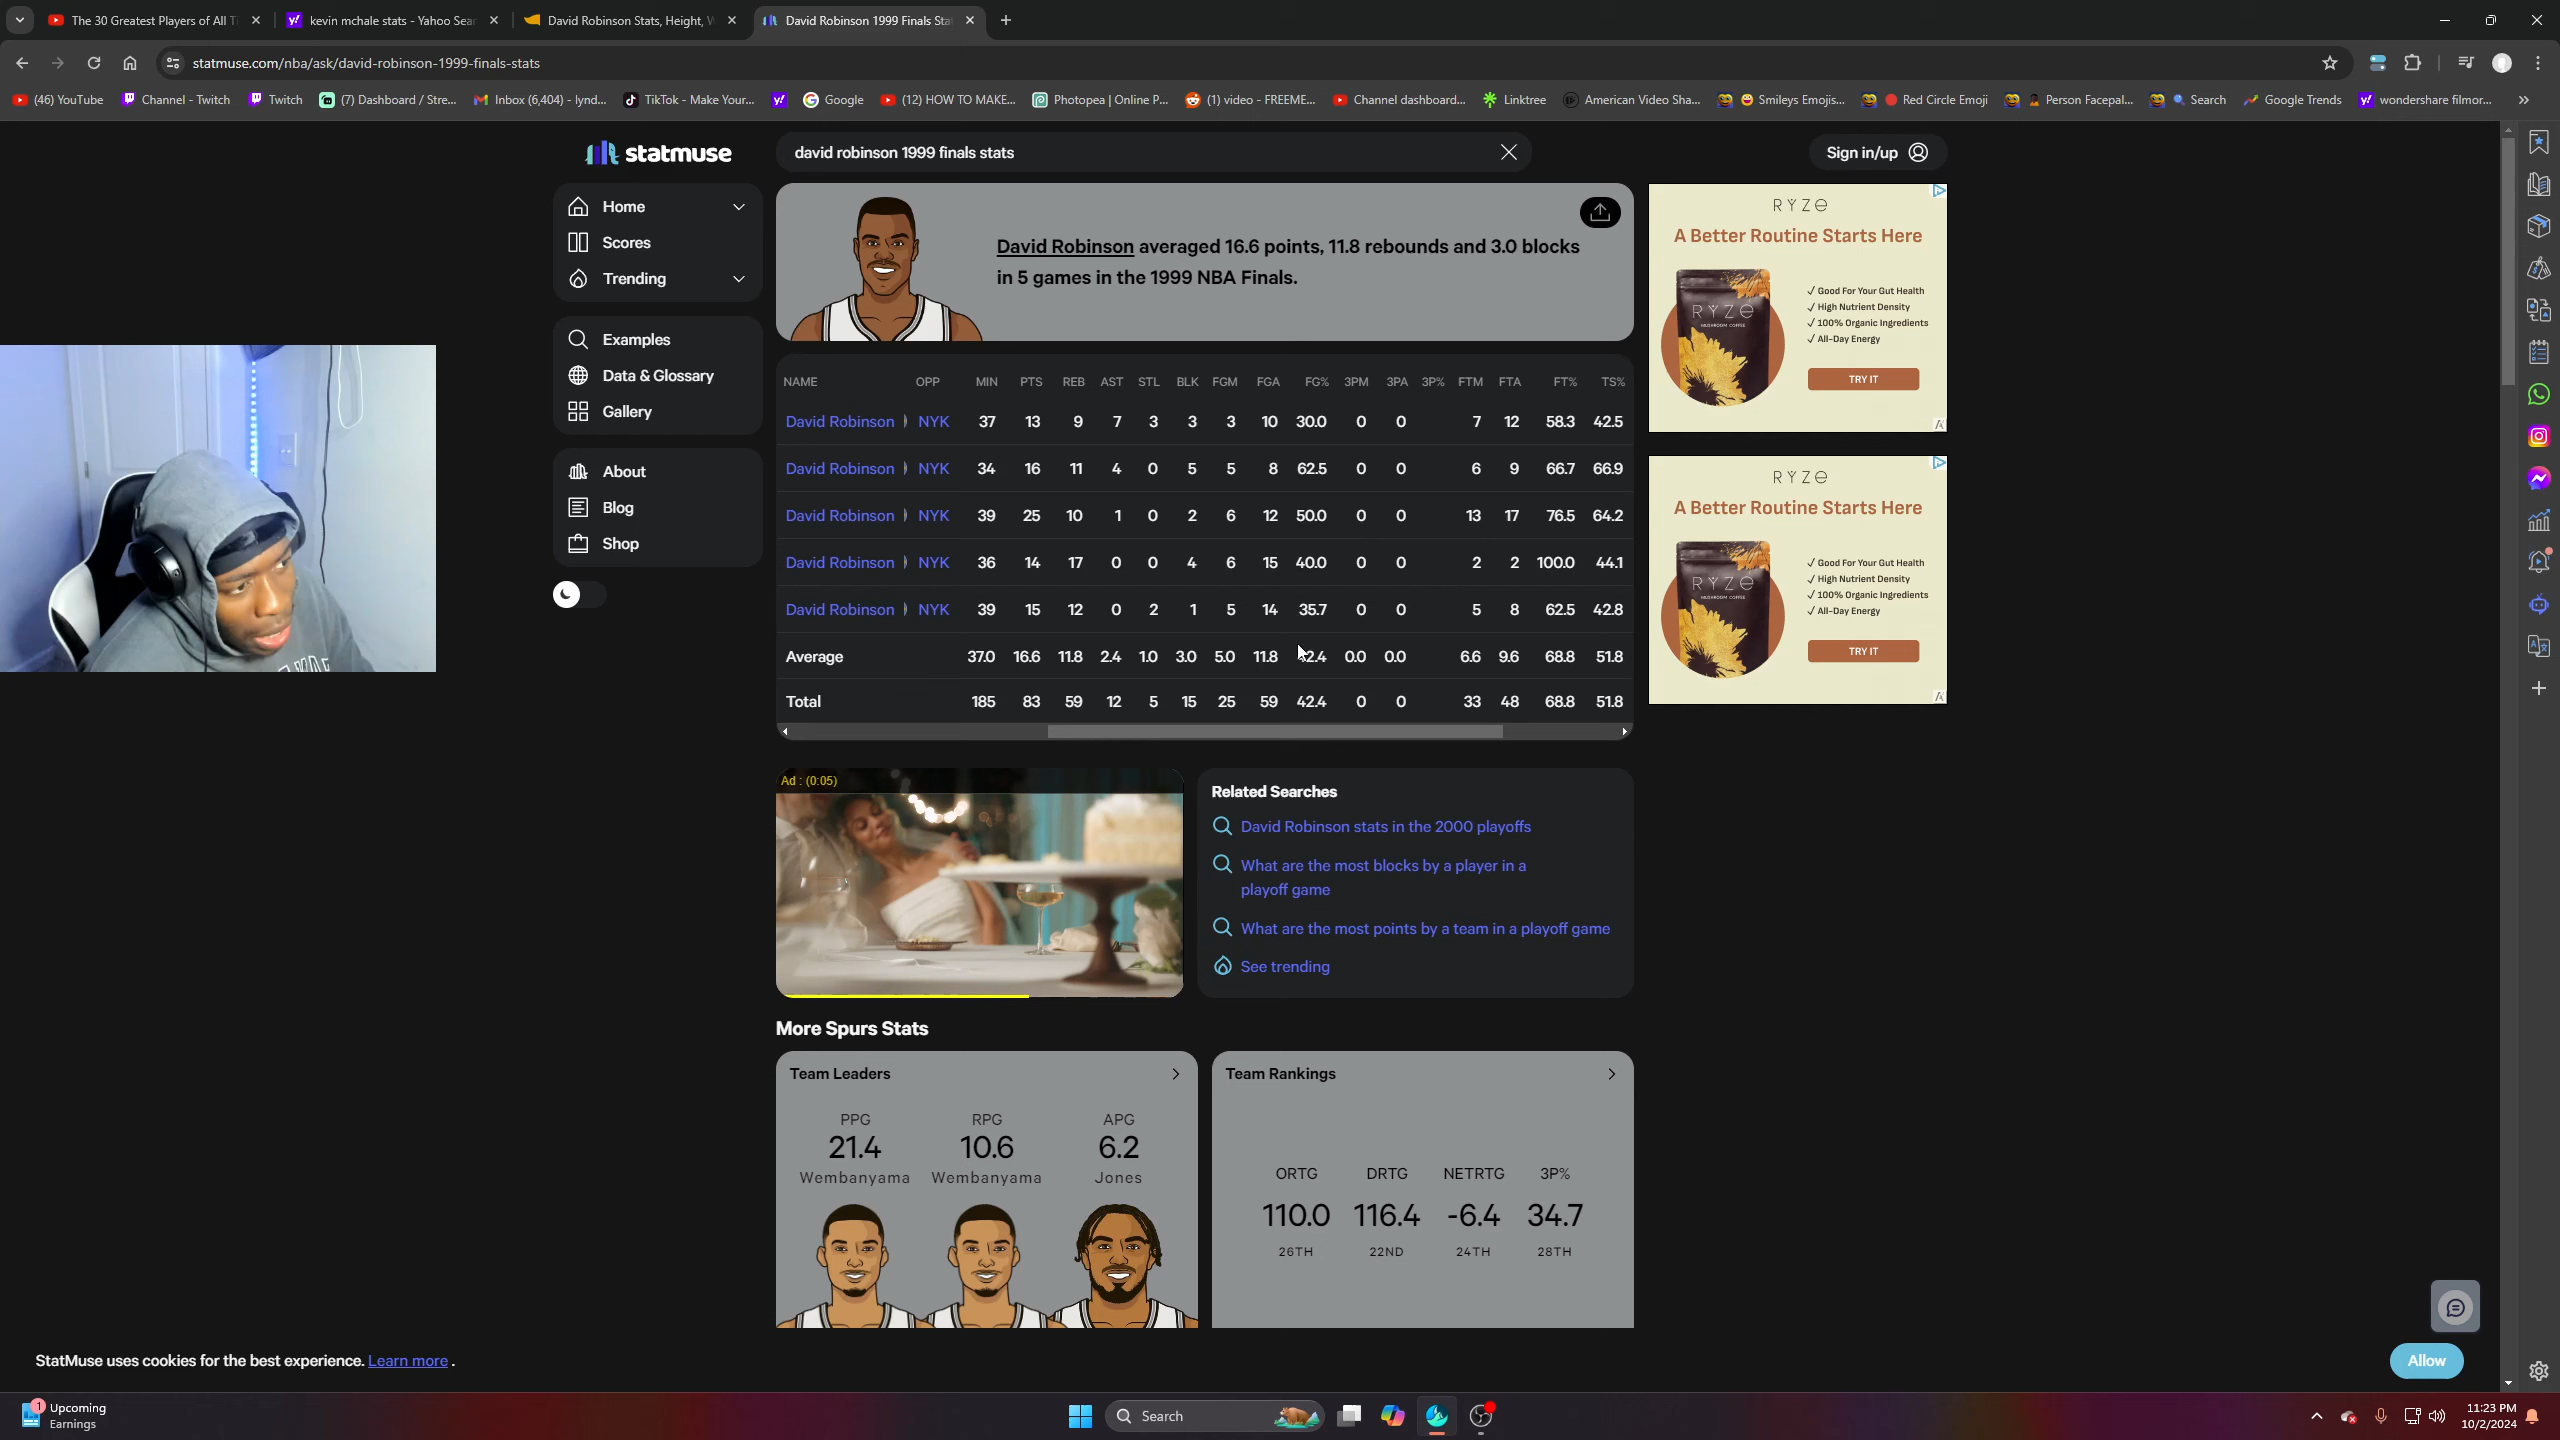 The 30 Greatest Players of All T
kevin mchale stats - Yahoo Sear
David Robinson Stats, Height, W
David Robinson 1999 Finals Sta
statmuse.com/nba/ask/david-robinson-1999-finals-stats
(46) YouTube
Channel - Twitch
Twitch
(7) Dashboard / Stre...
Inbox (6,404) - lynd...
TikTok - Make Your...
Google
(12) HOW TO MAKE...
Photopea | Online P...
(1) video - FREEME...
Channel dashboard...
Linktree
American Video Sha...
Smileys Emojis...
Red Circle Emoji
Person Facepal...
Search
Google Trends
wondershare filmor...
statmuse
david robinson 1999 finals stats
Sign in/up
Home
Scores
Trending
Examples
Data & Glossary
Gallery
About
Blog
Shop
David Robinson averaged 16.6 points, 11.8 rebounds and 3.0 blocks
in 5 games in the 1999 NBA Finals.
NAME OPP MIN PTS REB AST STL BLK FGM FGA FG% 3PM 3PA 3P% FTM FTA FT% TS%
David Robinson NYK 37 13 9 7 3 3 3 10 30.0 0 0 7 12 58.3 42.5
David Robinson NYK 34 16 11 4 0 5 5 8 62.5 0 0 6 9 66.7 66.9
David Robinson NYK 39 25 10 1 0 2 6 12 50.0 0 0 13 17 76.5 64.2
David Robinson NYK 36 14 17 0 0 4 6 15 40.0 0 0 2 2 100.0 44.1
David Robinson NYK 39 15 12 0 2 1 5 14 35.7 0 0 5 8 62.5 42.8
Average 37.0 16.6 11.8 2.4 1.0 3.0 5.0 11.8 2.4 0.0 0.0 6.6 9.6 68.8 51.8
Total 185 83 59 12 5 15 25 59 42.4 0 0 33 48 68.8 51.8
RYZE
A Better Routine Starts Here
✓ Good For Your Gut Health
✓ High Nutrient Density
✓ 100% Organic Ingredients
✓ All-Day Energy
RYZE
MUSHROOM COFFEE
TRY IT
RYZE
A Better Routine Starts Here
✓ Good For Your Gut Health
✓ High Nutrient Density
✓ 100% Organic Ingredients
✓ All-Day Energy
RYZE
MUSHROOM COFFEE
TRY IT
Ad : (0:05)
Related Searches
David Robinson stats in the 2000 playoffs
What are the most blocks by a player in a
playoff game
What are the most points by a team in a playoff game
See trending
More Spurs Stats
Team Leaders
PPG RPG APG
21.4 10.6 6.2
Wembanyama Wembanyama Jones
Team Rankings
ORTG DRTG NETRTG 3P%
110.0 116.4 -6.4 34.7
26TH 22ND 24TH 28TH
StatMuse uses cookies for the best experience. Learn more .
Allow
1
Upcoming
Earnings
Search
11:23 PM
10/2/2024